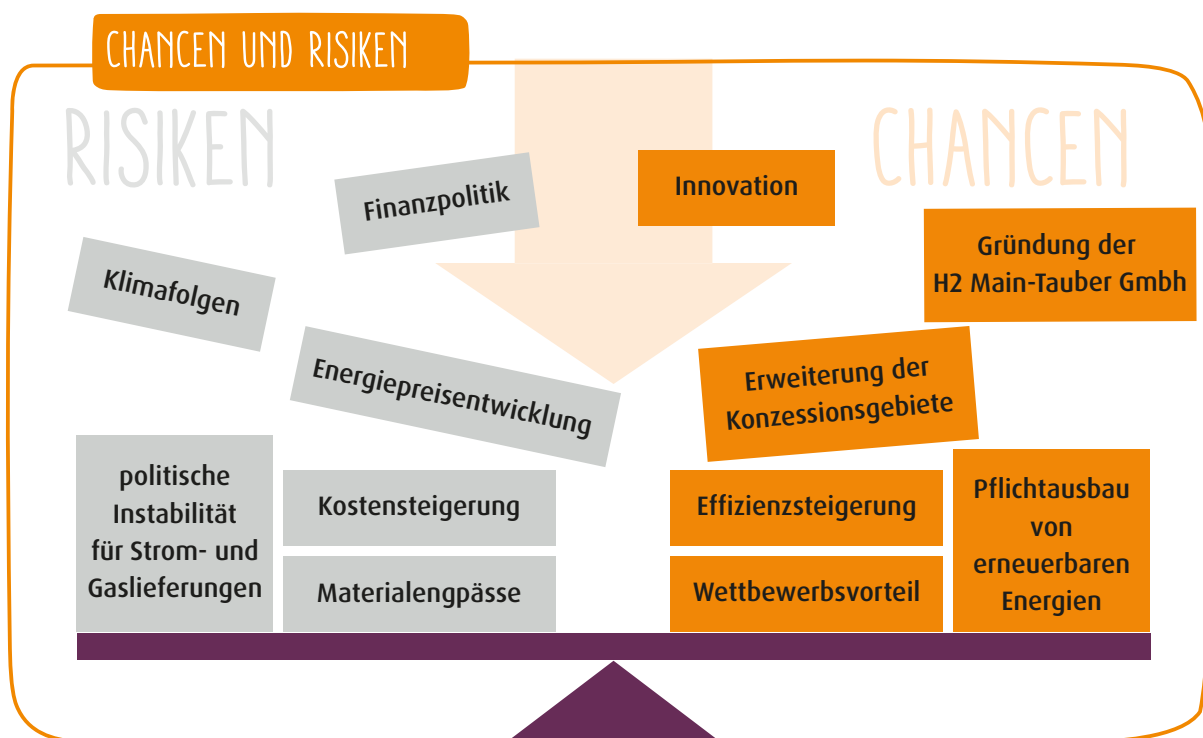 CHANCEN UND RISIKEN
RISIKEN
CHANCEN
Finanzpolitik
Innovation
Klimafolgen
Gründung der
H2 Main-Tauber Gmbh
Energiepreisentwicklung
Erweiterung der
Konzessionsgebiete
politische
Instabilität
für Strom- und
Gaslieferungen
Kostensteigerung
Materialengpässe
Effizienzsteigerung
Wettbewerbsvorteil
Pflichtausbau
von
erneuerbaren
Energien